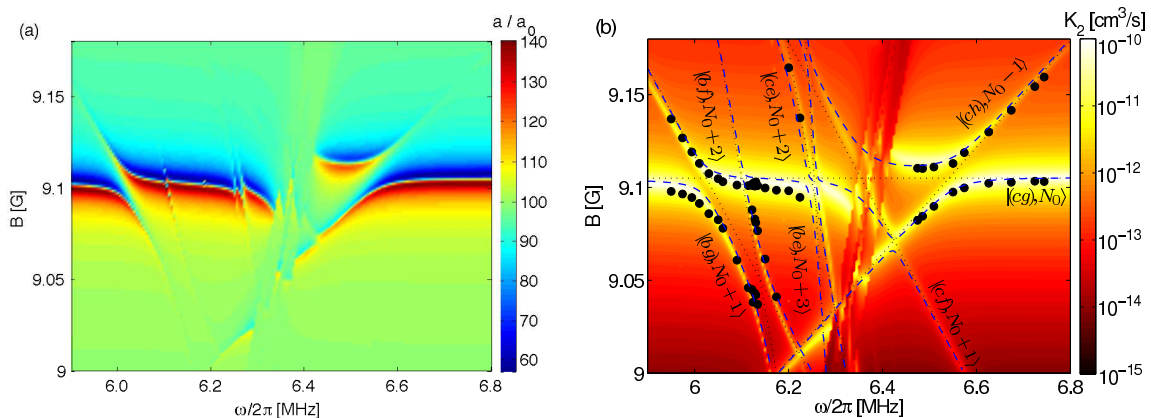 (a)
a / a0
140
120
100
80
60
9.15
9.1
9.05
9
B [G]
6.0
6.2
6.4
6.6
6.8
ω/2π [MHz]
(b)
K2 [cm³/s]
10⁻¹⁰
10⁻¹¹
10⁻¹²
10⁻¹³
10⁻¹⁴
10⁻¹⁵
9.15
9.1
9.05
9
B [G]
6
6.2
6.4
6.6
6.8
ω/2π [MHz]
|(bf), N0+2⟩
|(ce), N0+2⟩
|(ch), N0−1⟩
|(cg), N0⟩
|(bg), N0+1⟩
|(be), N0+3⟩
|(cf), N0+1⟩